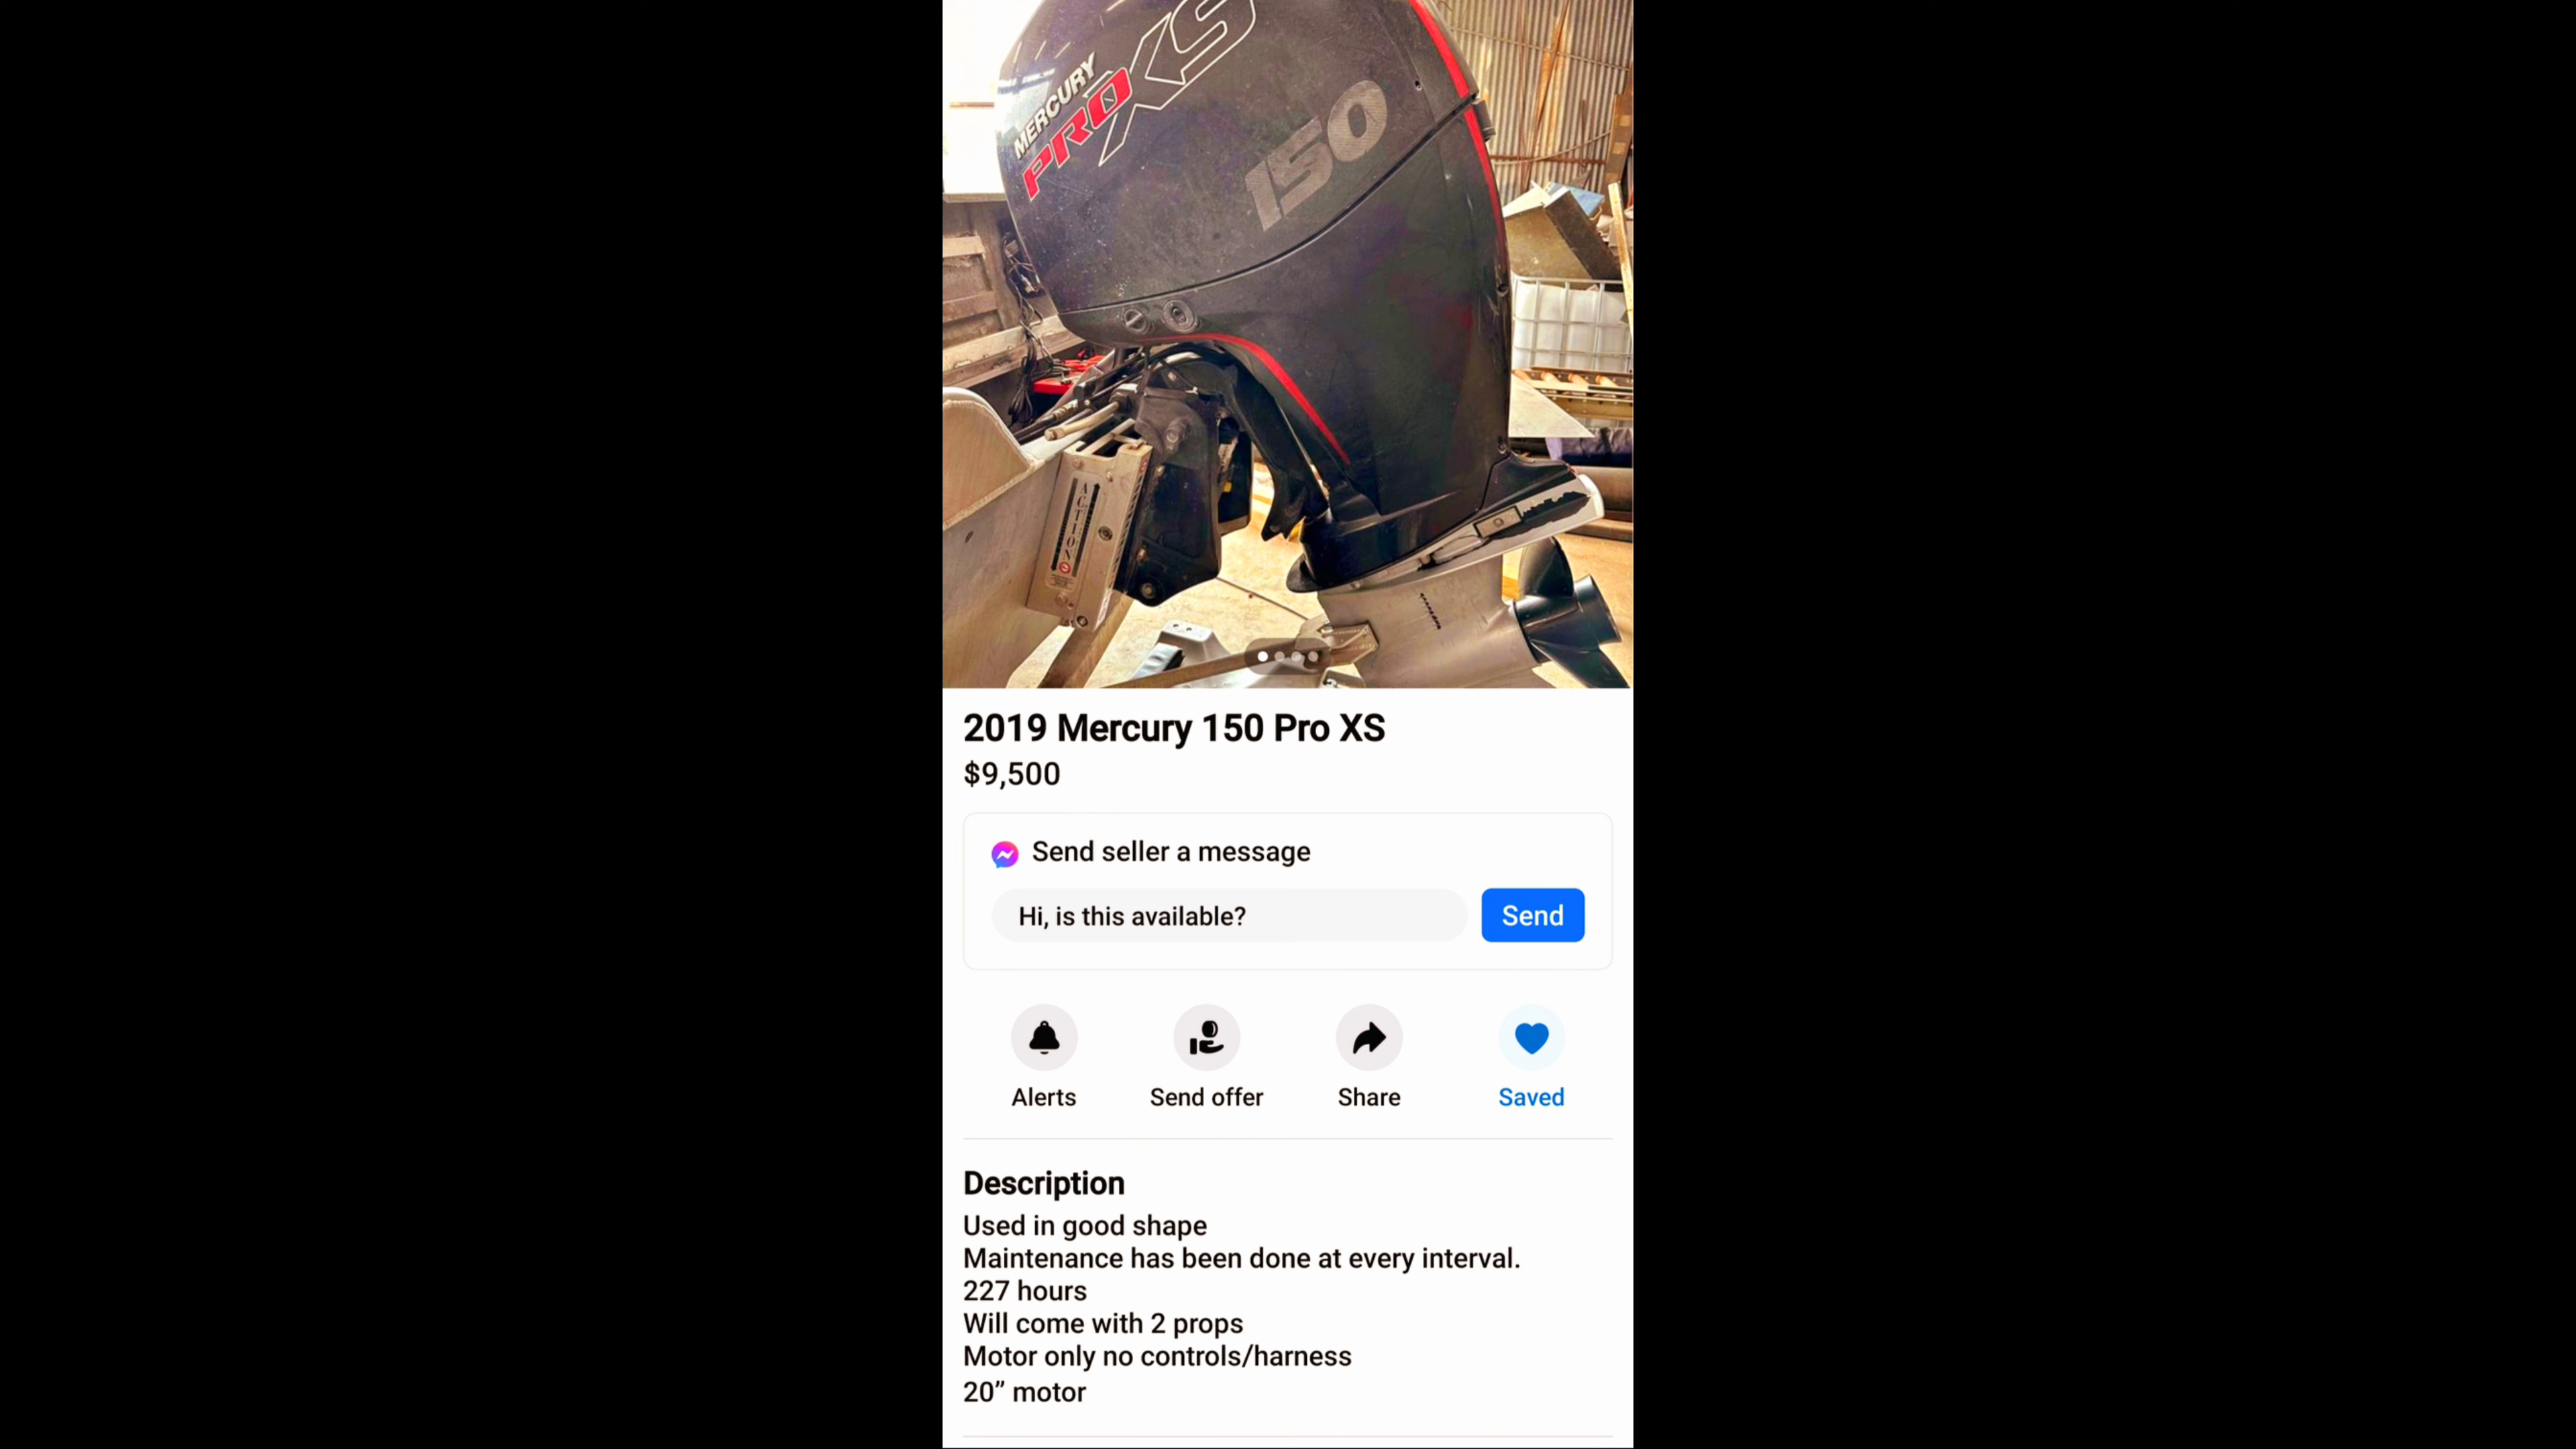 MERCURY
PRO XS
150
2019 Mercury 150 Pro XS
$9,500
Send seller a message
Hi, is this available?
Send
Alerts
Send offer
Share
Saved
Description
Used in good shape
Maintenance has been done at every interval.
227 hours
Will come with 2 props
Motor only no controls/harness
20” motor